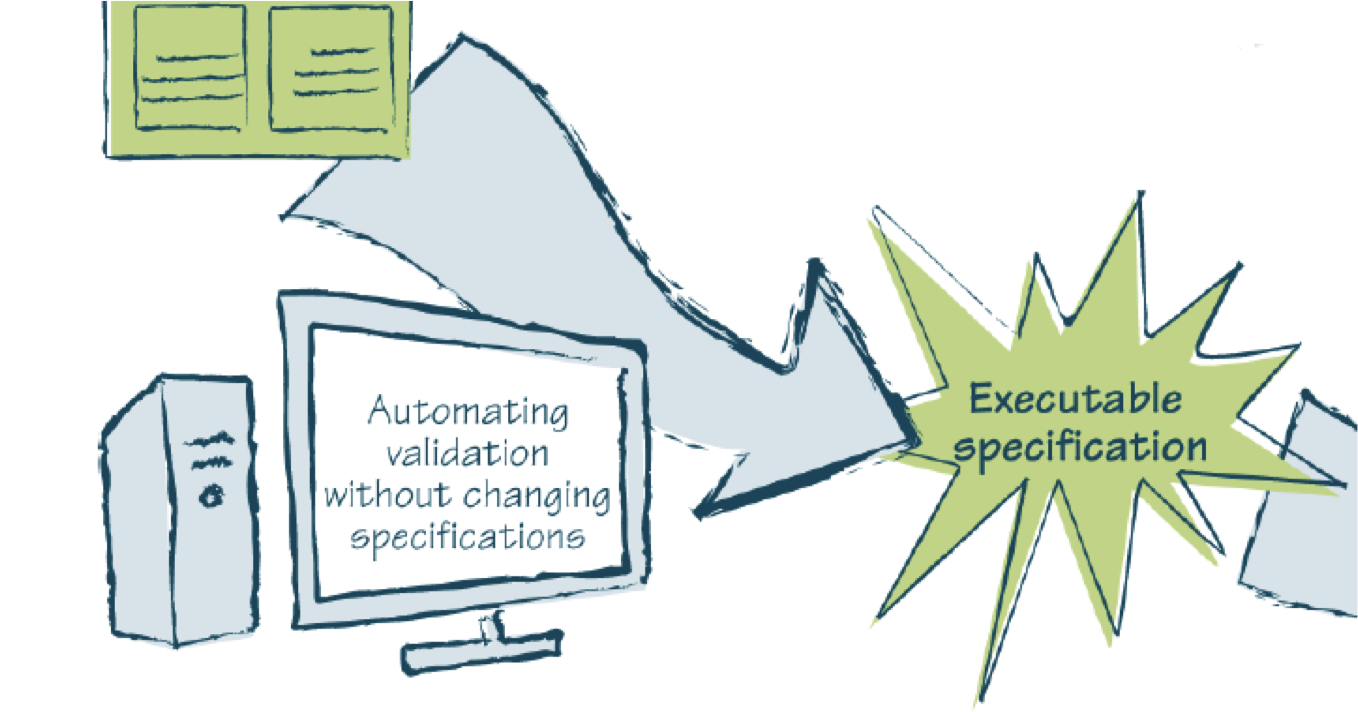 Automating
validation
without changing
specifications
Executable
specification